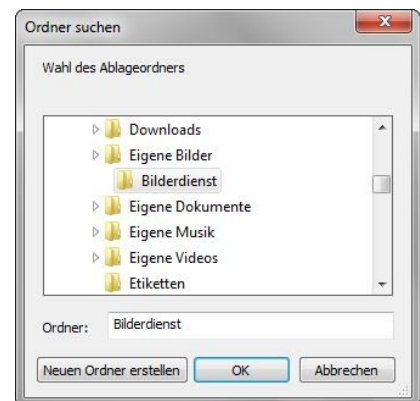 Ordner suchen
Wahl des Ablageordners
Downloads
Eigene Bilder
Bilderdienst
Eigene Dokumente
Eigene Musik
Eigene Videos
Etiketten
Ordner: Bilderdienst
Neuen Ordner erstellen OK Abbrechen